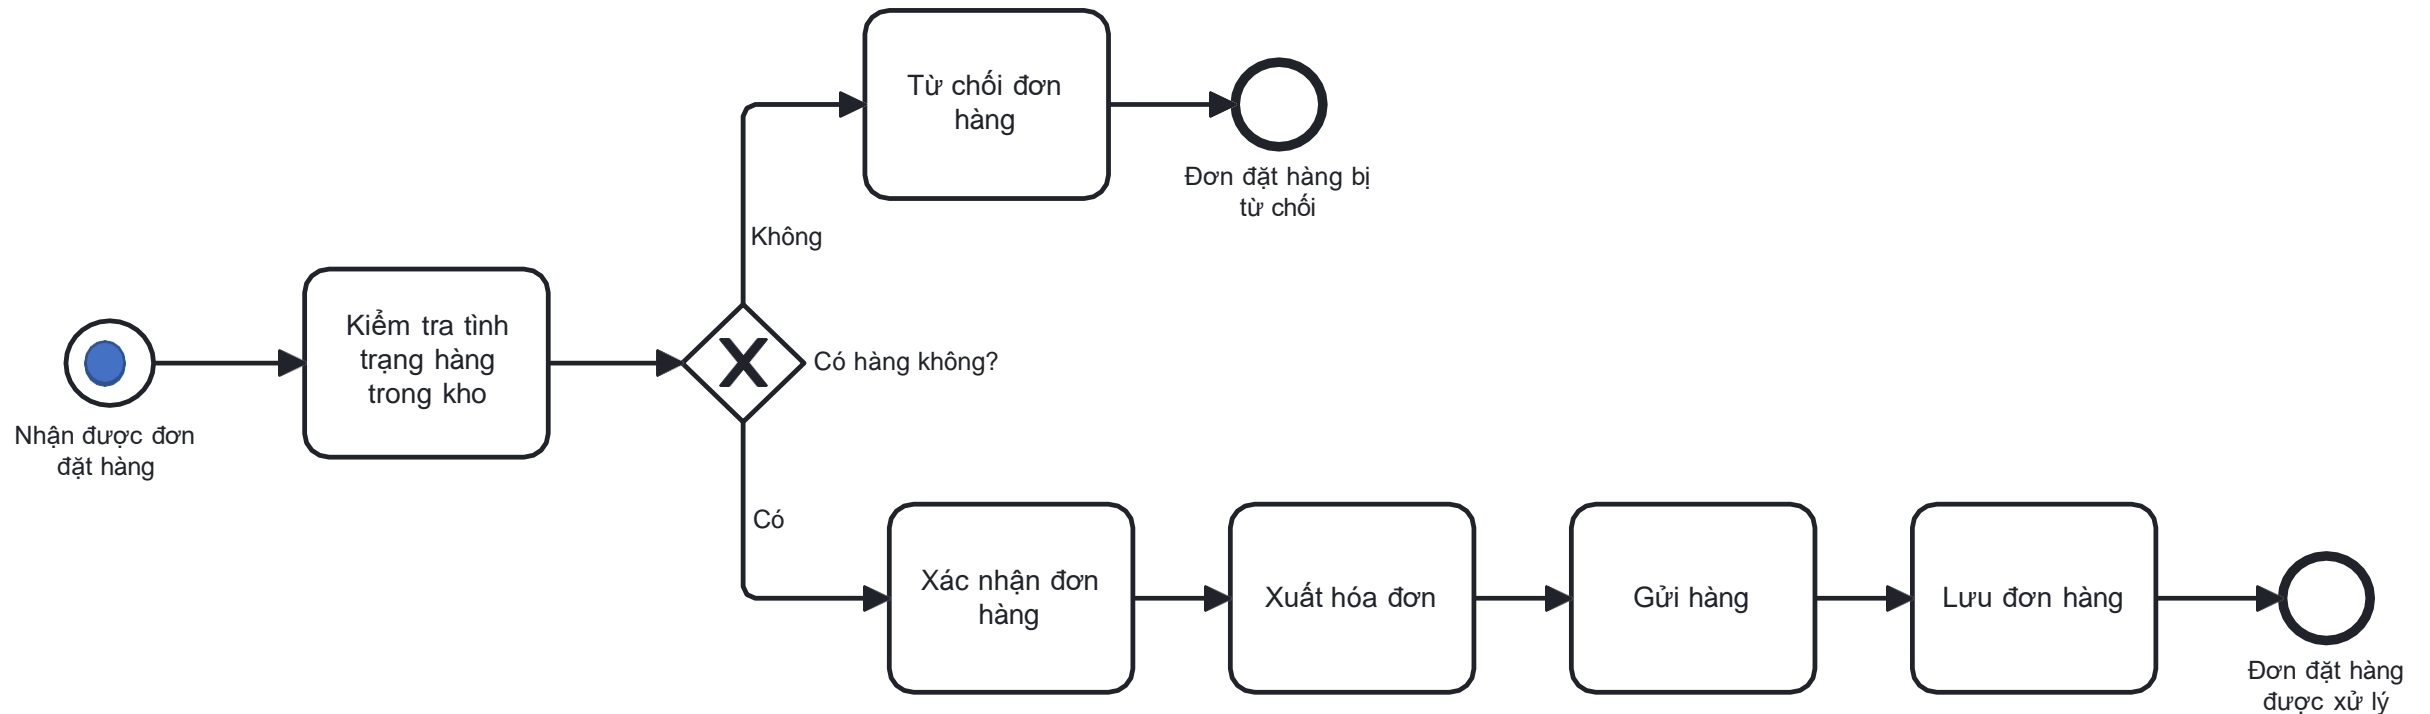 Từ chối đơn
hàng
Đơn đặt hàng bị
từ chối
Không
Kiểm tra tình
trạng hàng
trong kho
Có hàng không?
Nhận được đơn
đặt hàng
Có
Xác nhận đơn
hàng
Xuất hóa đơn
Gửi hàng
Lưu đơn hàng
Đơn đặt hàng
được xử lý